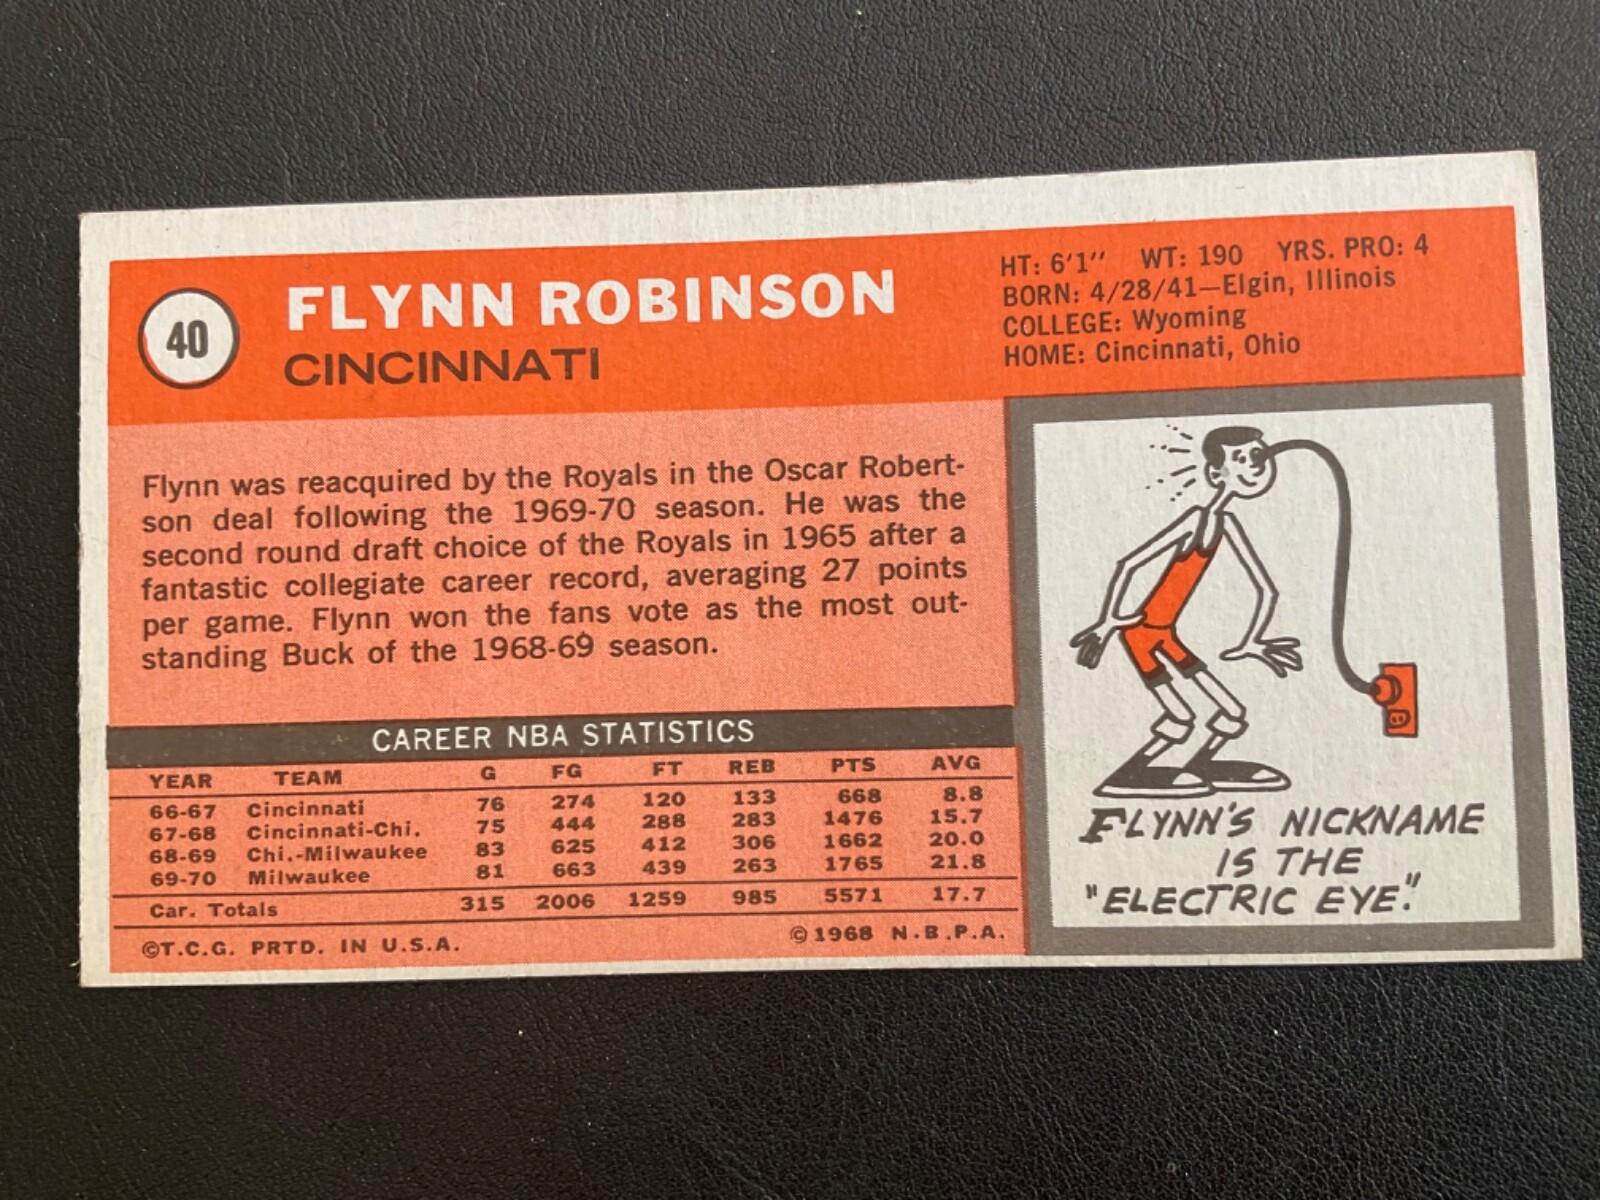 40
FLYNN ROBINSON
CINCINNATI
HT: 6'1" WT: 190 YRS. PRO: 4
BORN: 4/28/41—Elgin, Illinois
COLLEGE: Wyoming
HOME: Cincinnati, Ohio
Flynn was reacquired by the Royals in the Oscar Robert-
son deal following the 1969-70 season. He was the
second round draft choice of the Royals in 1965 after a
fantastic collegiate career record, averaging 27 points
per game. Flynn won the fans vote as the most out-
standing Buck of the 1968-69 season.
CAREER NBA STATISTICS
YEAR TEAM G FG FT REB PTS AVG
66-67 Cincinnati 76 274 120 133 668 8.8
67-68 Cincinnati-Chi. 75 444 288 283 1476 15.7
68-69 Chi.-Milwaukee 83 625 412 306 1662 20.0
69-70 Milwaukee 81 663 439 263 1765 21.8
Car. Totals 315 2006 1259 985 5571 17.7
©T.C.G. PRTD. IN U.S.A. ©1968 N.B.P.A.
FLYNN'S NICKNAME
IS THE
"ELECTRIC EYE."